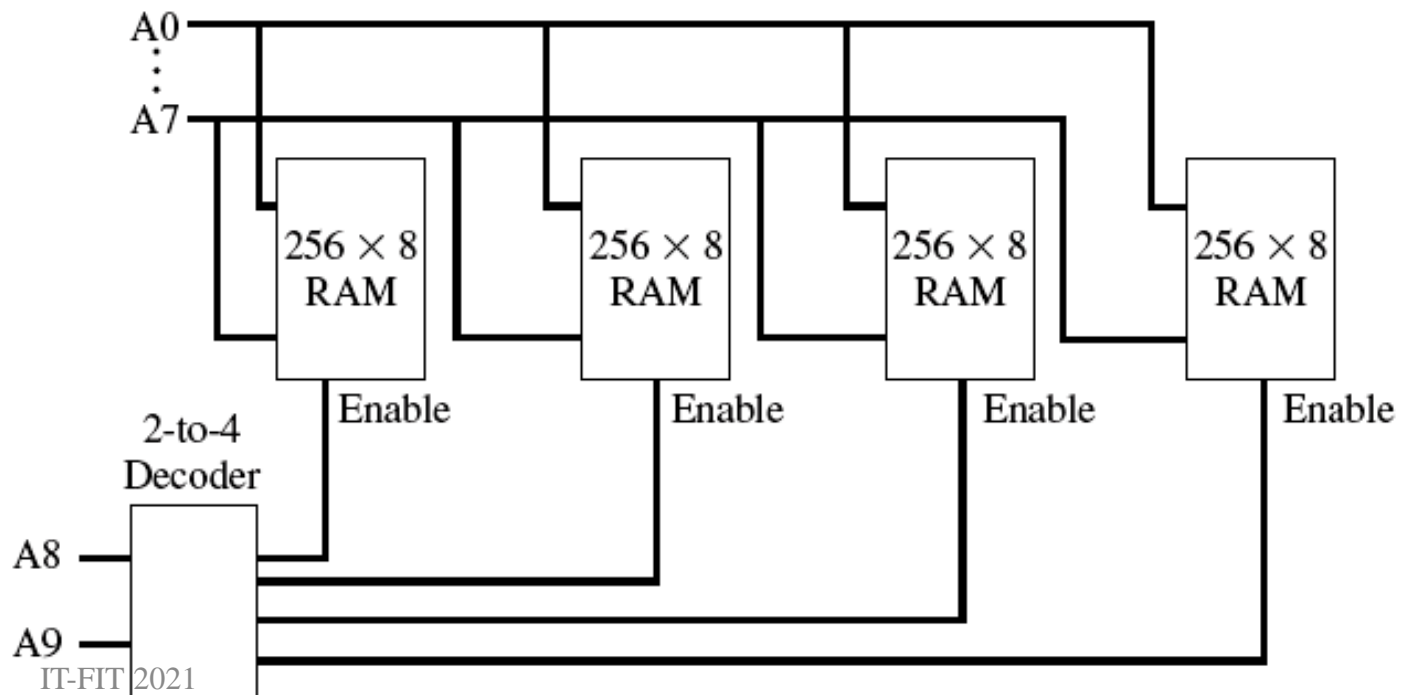 A0
A7
256 × 8
RAM
256 × 8
RAM
256 × 8
RAM
256 × 8
RAM
Enable
Enable
Enable
Enable
2-to-4
Decoder
A8
A9
IT-FIT 2021